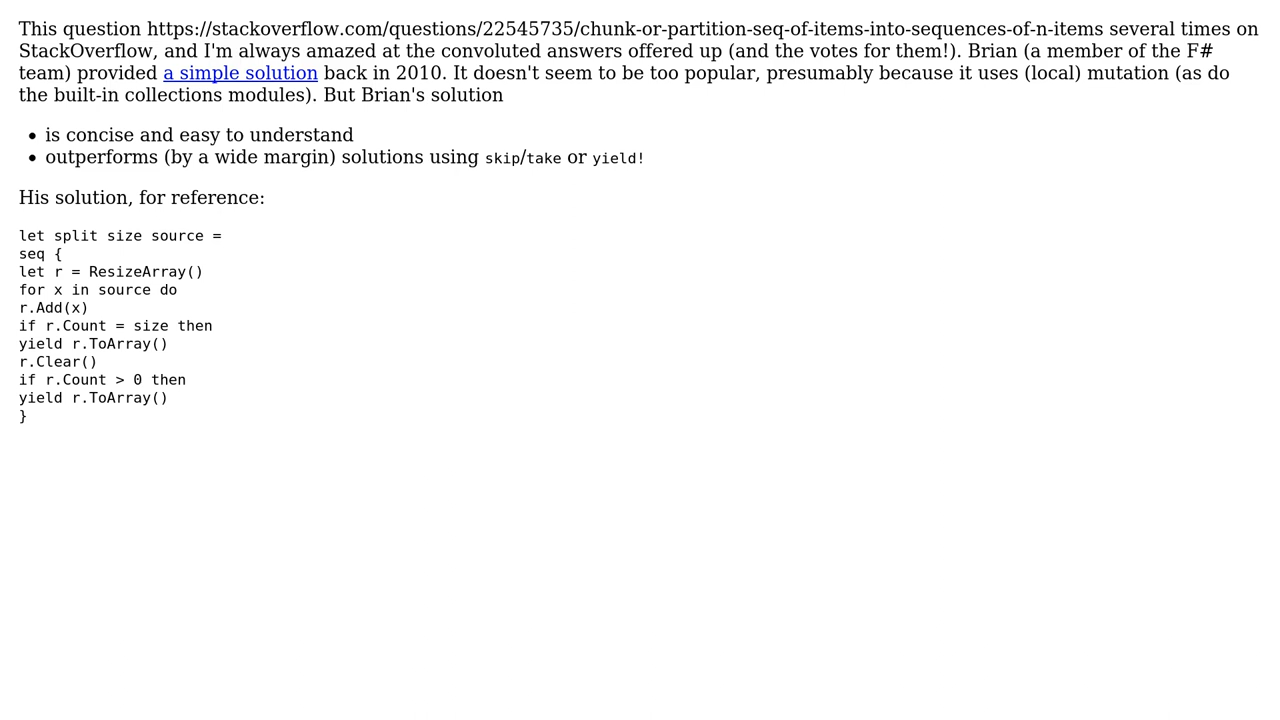 This question https://stackoverflow.com/questions/22545735/chunk-or-partition-seq-of-items-into-sequences-of-n-items several times on
StackOverflow, and I'm always amazed at the convoluted answers offered up (and the votes for them!). Brian (a member of the F#
team) provided a simple solution back in 2010. It doesn't seem to be too popular, presumably because it uses (local) mutation (as do
the built-in collections modules). But Brian's solution
• is concise and easy to understand
• outperforms (by a wide margin) solutions using skip/take or yield!
His solution, for reference:
let split size source =
seq {
let r = ResizeArray()
for x in source do
r.Add(x)
if r.Count = size then
yield r.ToArray()
r.Clear()
if r.Count > 0 then
yield r.ToArray()
}